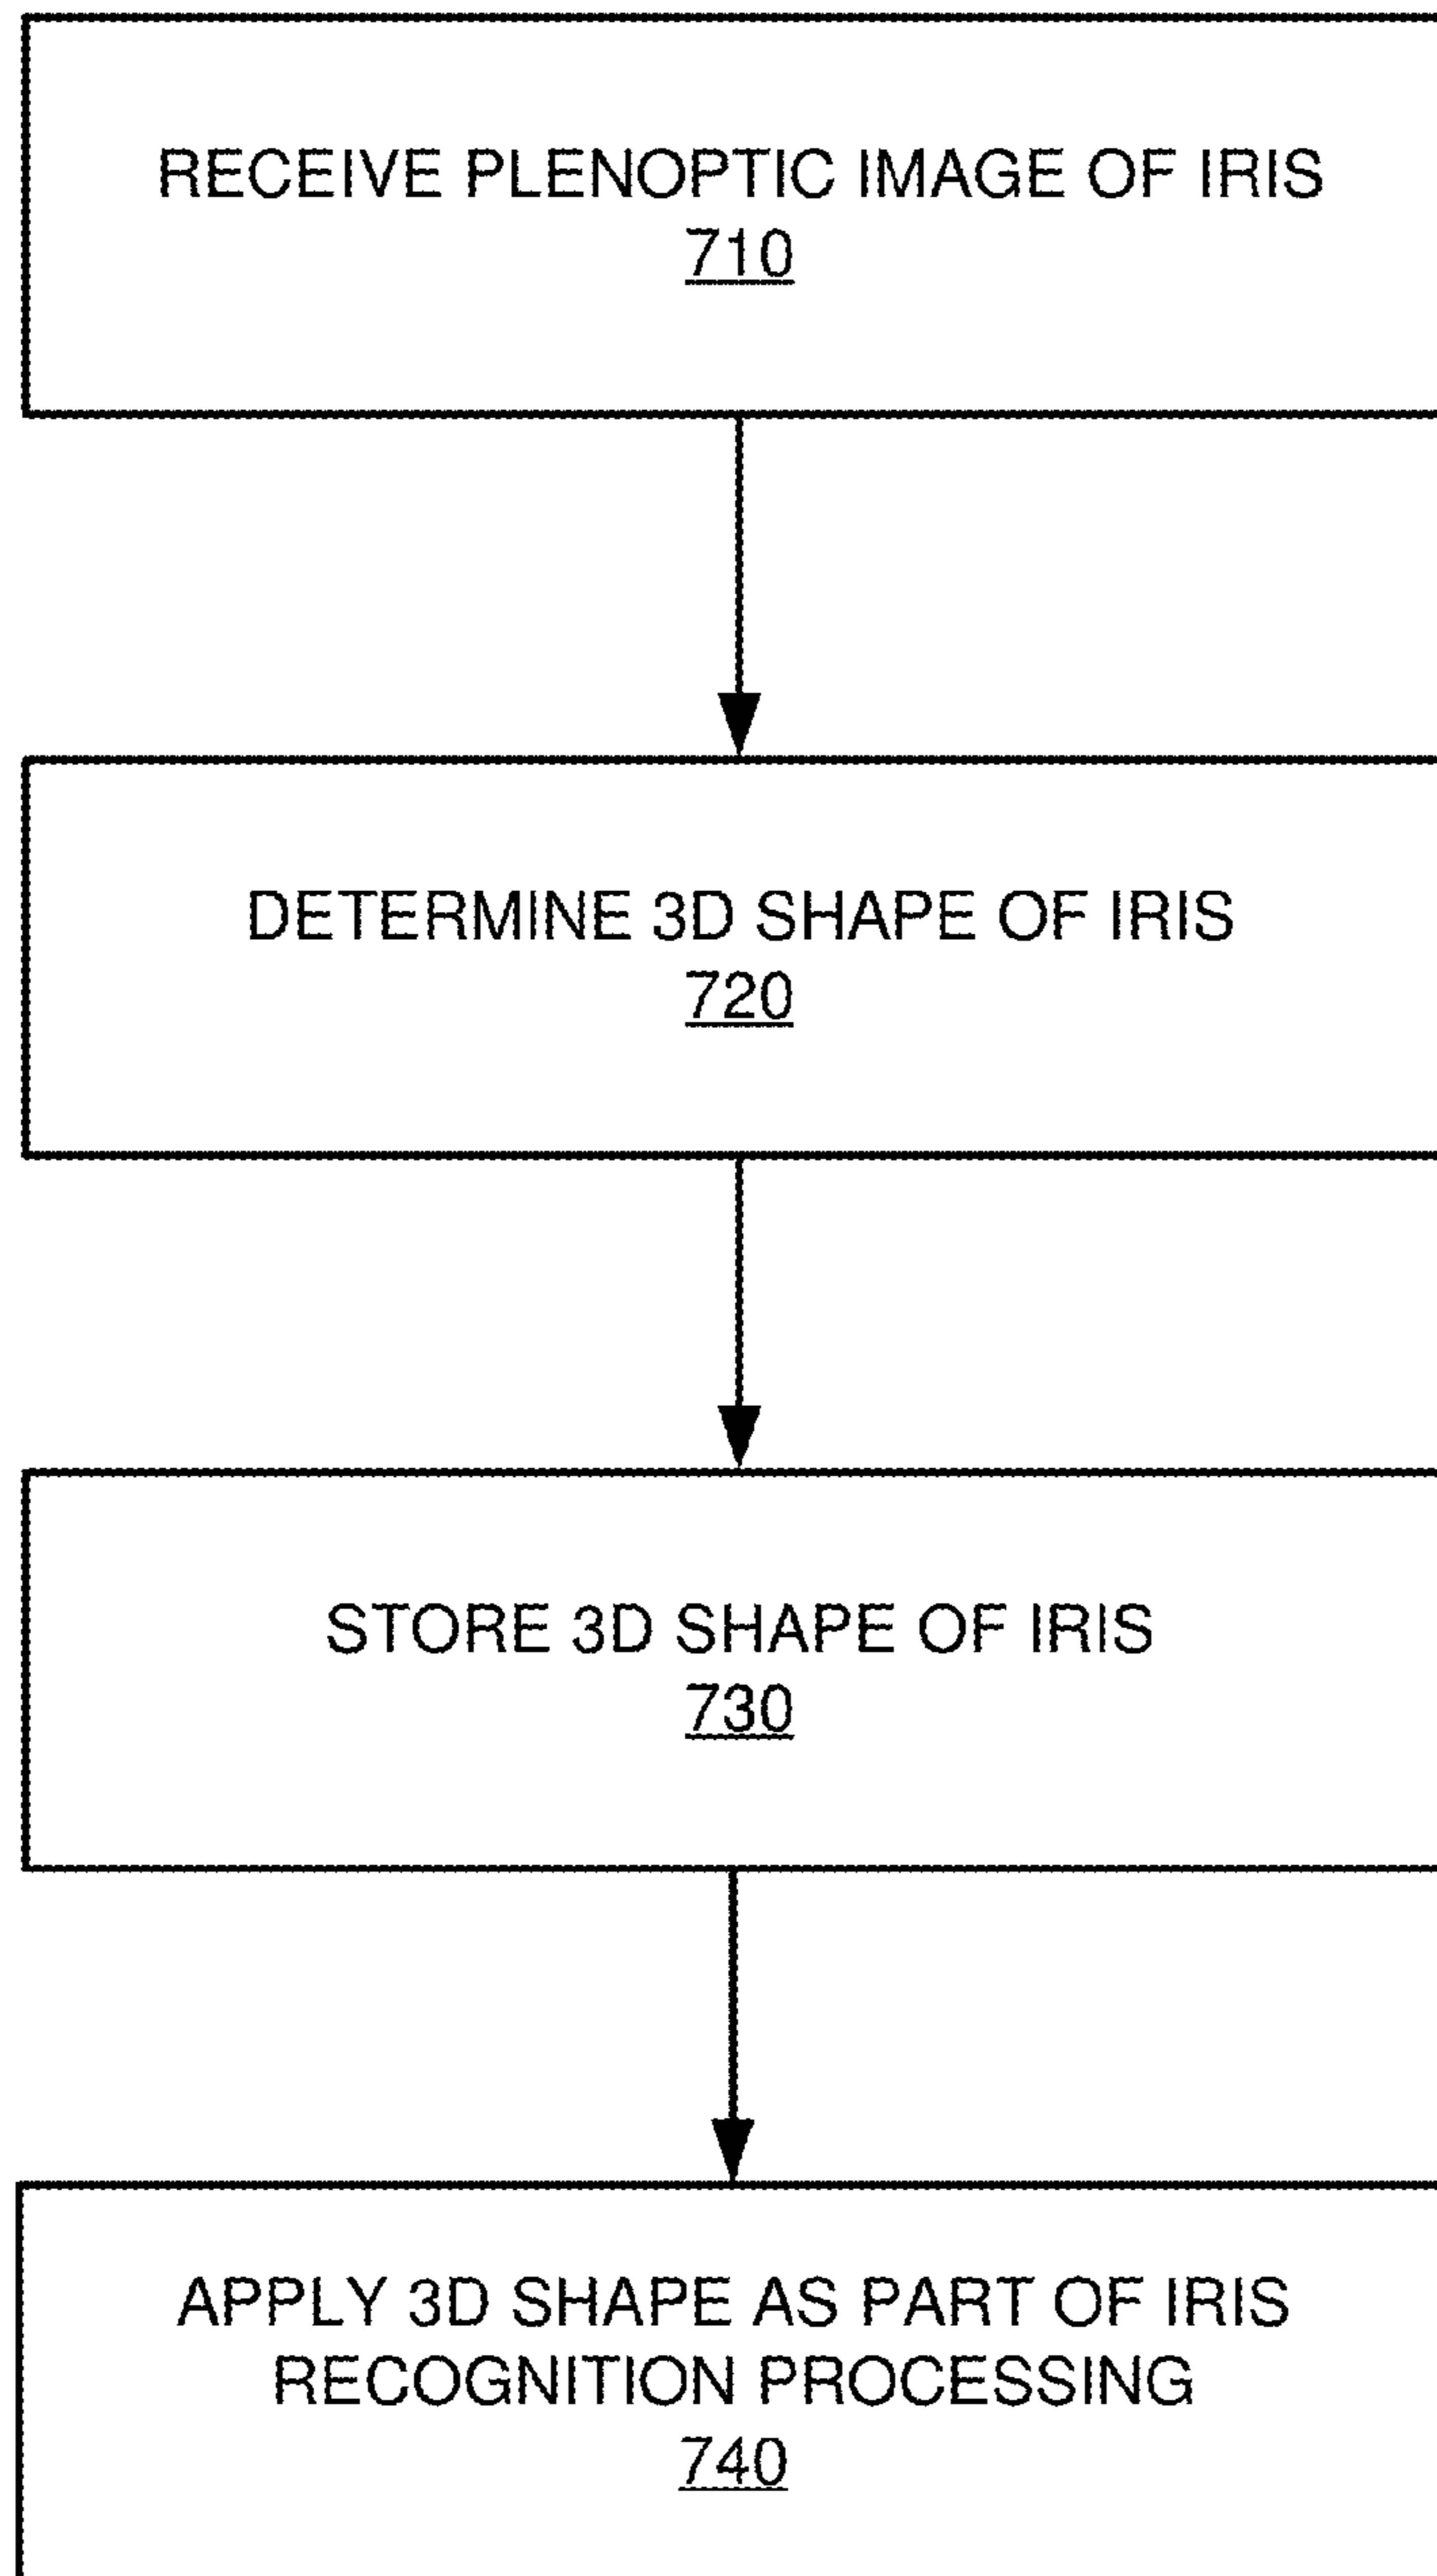 RECEIVE PLENOPTIC IMAGE OF IRIS
710
DETERMINE 3D SHAPE OF IRIS
720
STORE 3D SHAPE OF IRIS
730
APPLY 3D SHAPE AS PART OF IRIS
RECOGNITION PROCESSING
740